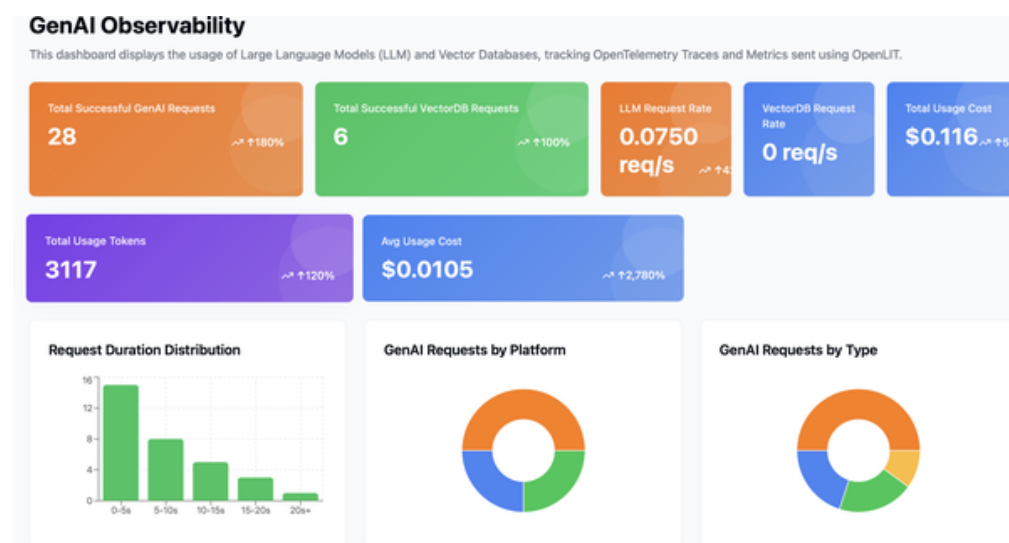 GenAI Observability
This dashboard displays the usage of Large Language Models (LLM) and Vector Databases, tracking OpenTelemetry Traces and Metrics sent using OpenLIT.
Total Successful GenAI Requests
28
↑180%
Total Successful VectorDB Requests
6
↑100%
LLM Request Rate
0.0750
req/s
↑4
VectorDB Request
Rate
0 req/s
Total Usage Cost
$0.116
↑5
Total Usage Tokens
3117
↑120%
Avg Usage Cost
$0.0105
↑2,780%
Request Duration Distribution
16
12
8
4
0
0-5s 5-10s 10-15s 15-20s 20s+
GenAI Requests by Platform
GenAI Requests by Type